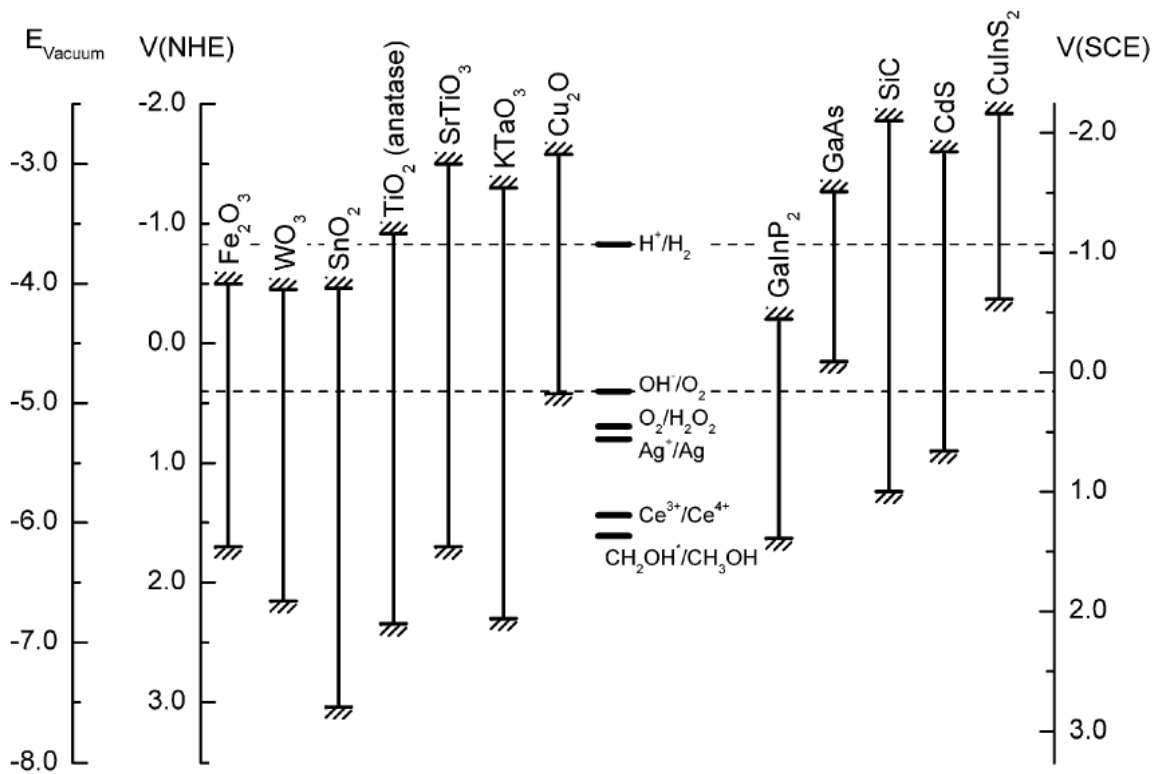 E_Vacuum
V(NHE)
V(SCE)
-3.0
-4.0
-5.0
-6.0
-7.0
-8.0
-2.0
-1.0
0.0
1.0
2.0
3.0
Fe₂O₃
WO₃
SnO₂
TiO₂ (anatase)
SrTiO₃
KTaO₃
Cu₂O
H⁺/H₂
OH⁻/O₂
O₂/H₂O₂
Ag⁺/Ag
Ce³⁺/Ce⁴⁺
CH₂OH*/CH₃OH
GaInP₂
GaAs
SiC
CdS
CuInS₂
-2.0
-1.0
0.0
1.0
2.0
3.0